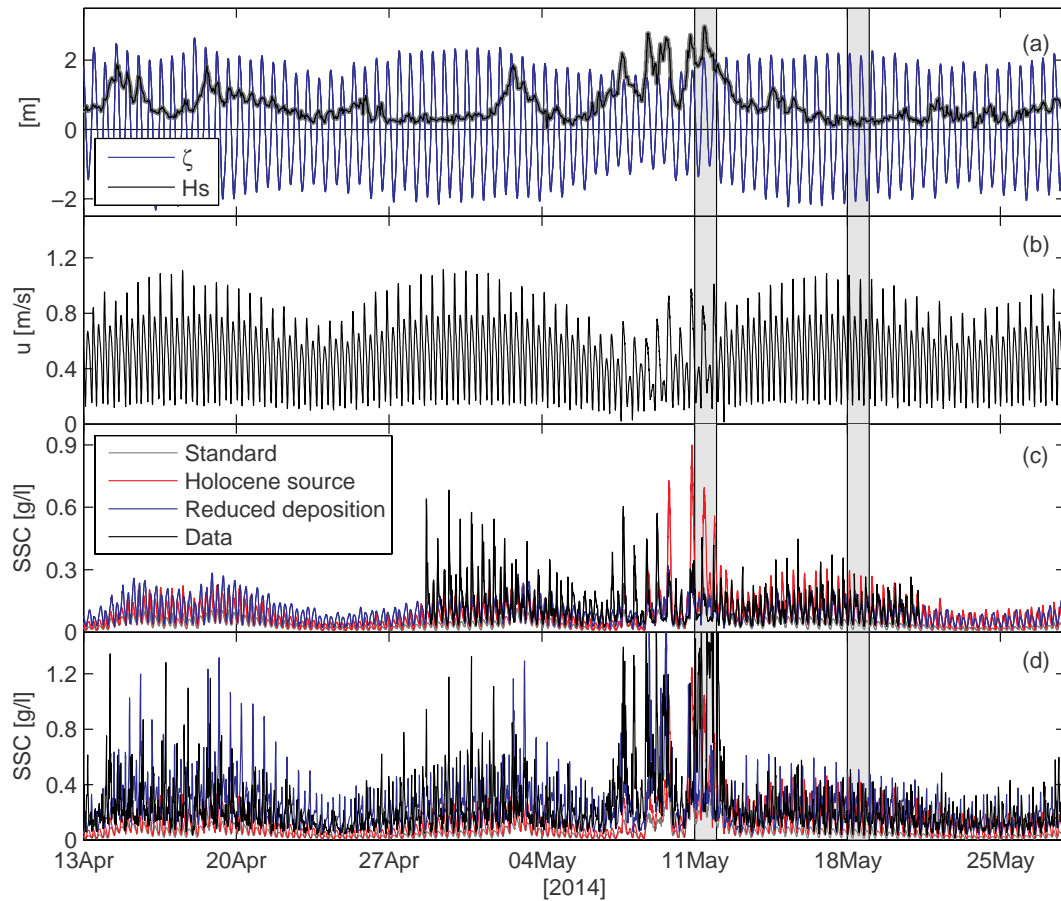 (a)
2
0
−2
[m]
ζ
Hs
(b)
1.2
0.8
0.4
0
u [m/s]
(c)
0.9
0.6
0.3
0
SSC [g/l]
Standard
Holocene source
Reduced deposition
Data
(d)
1.2
0.8
0.4
0
SSC [g/l]
13Apr 20Apr 27Apr 04May 11May 18May 25May
[2014]